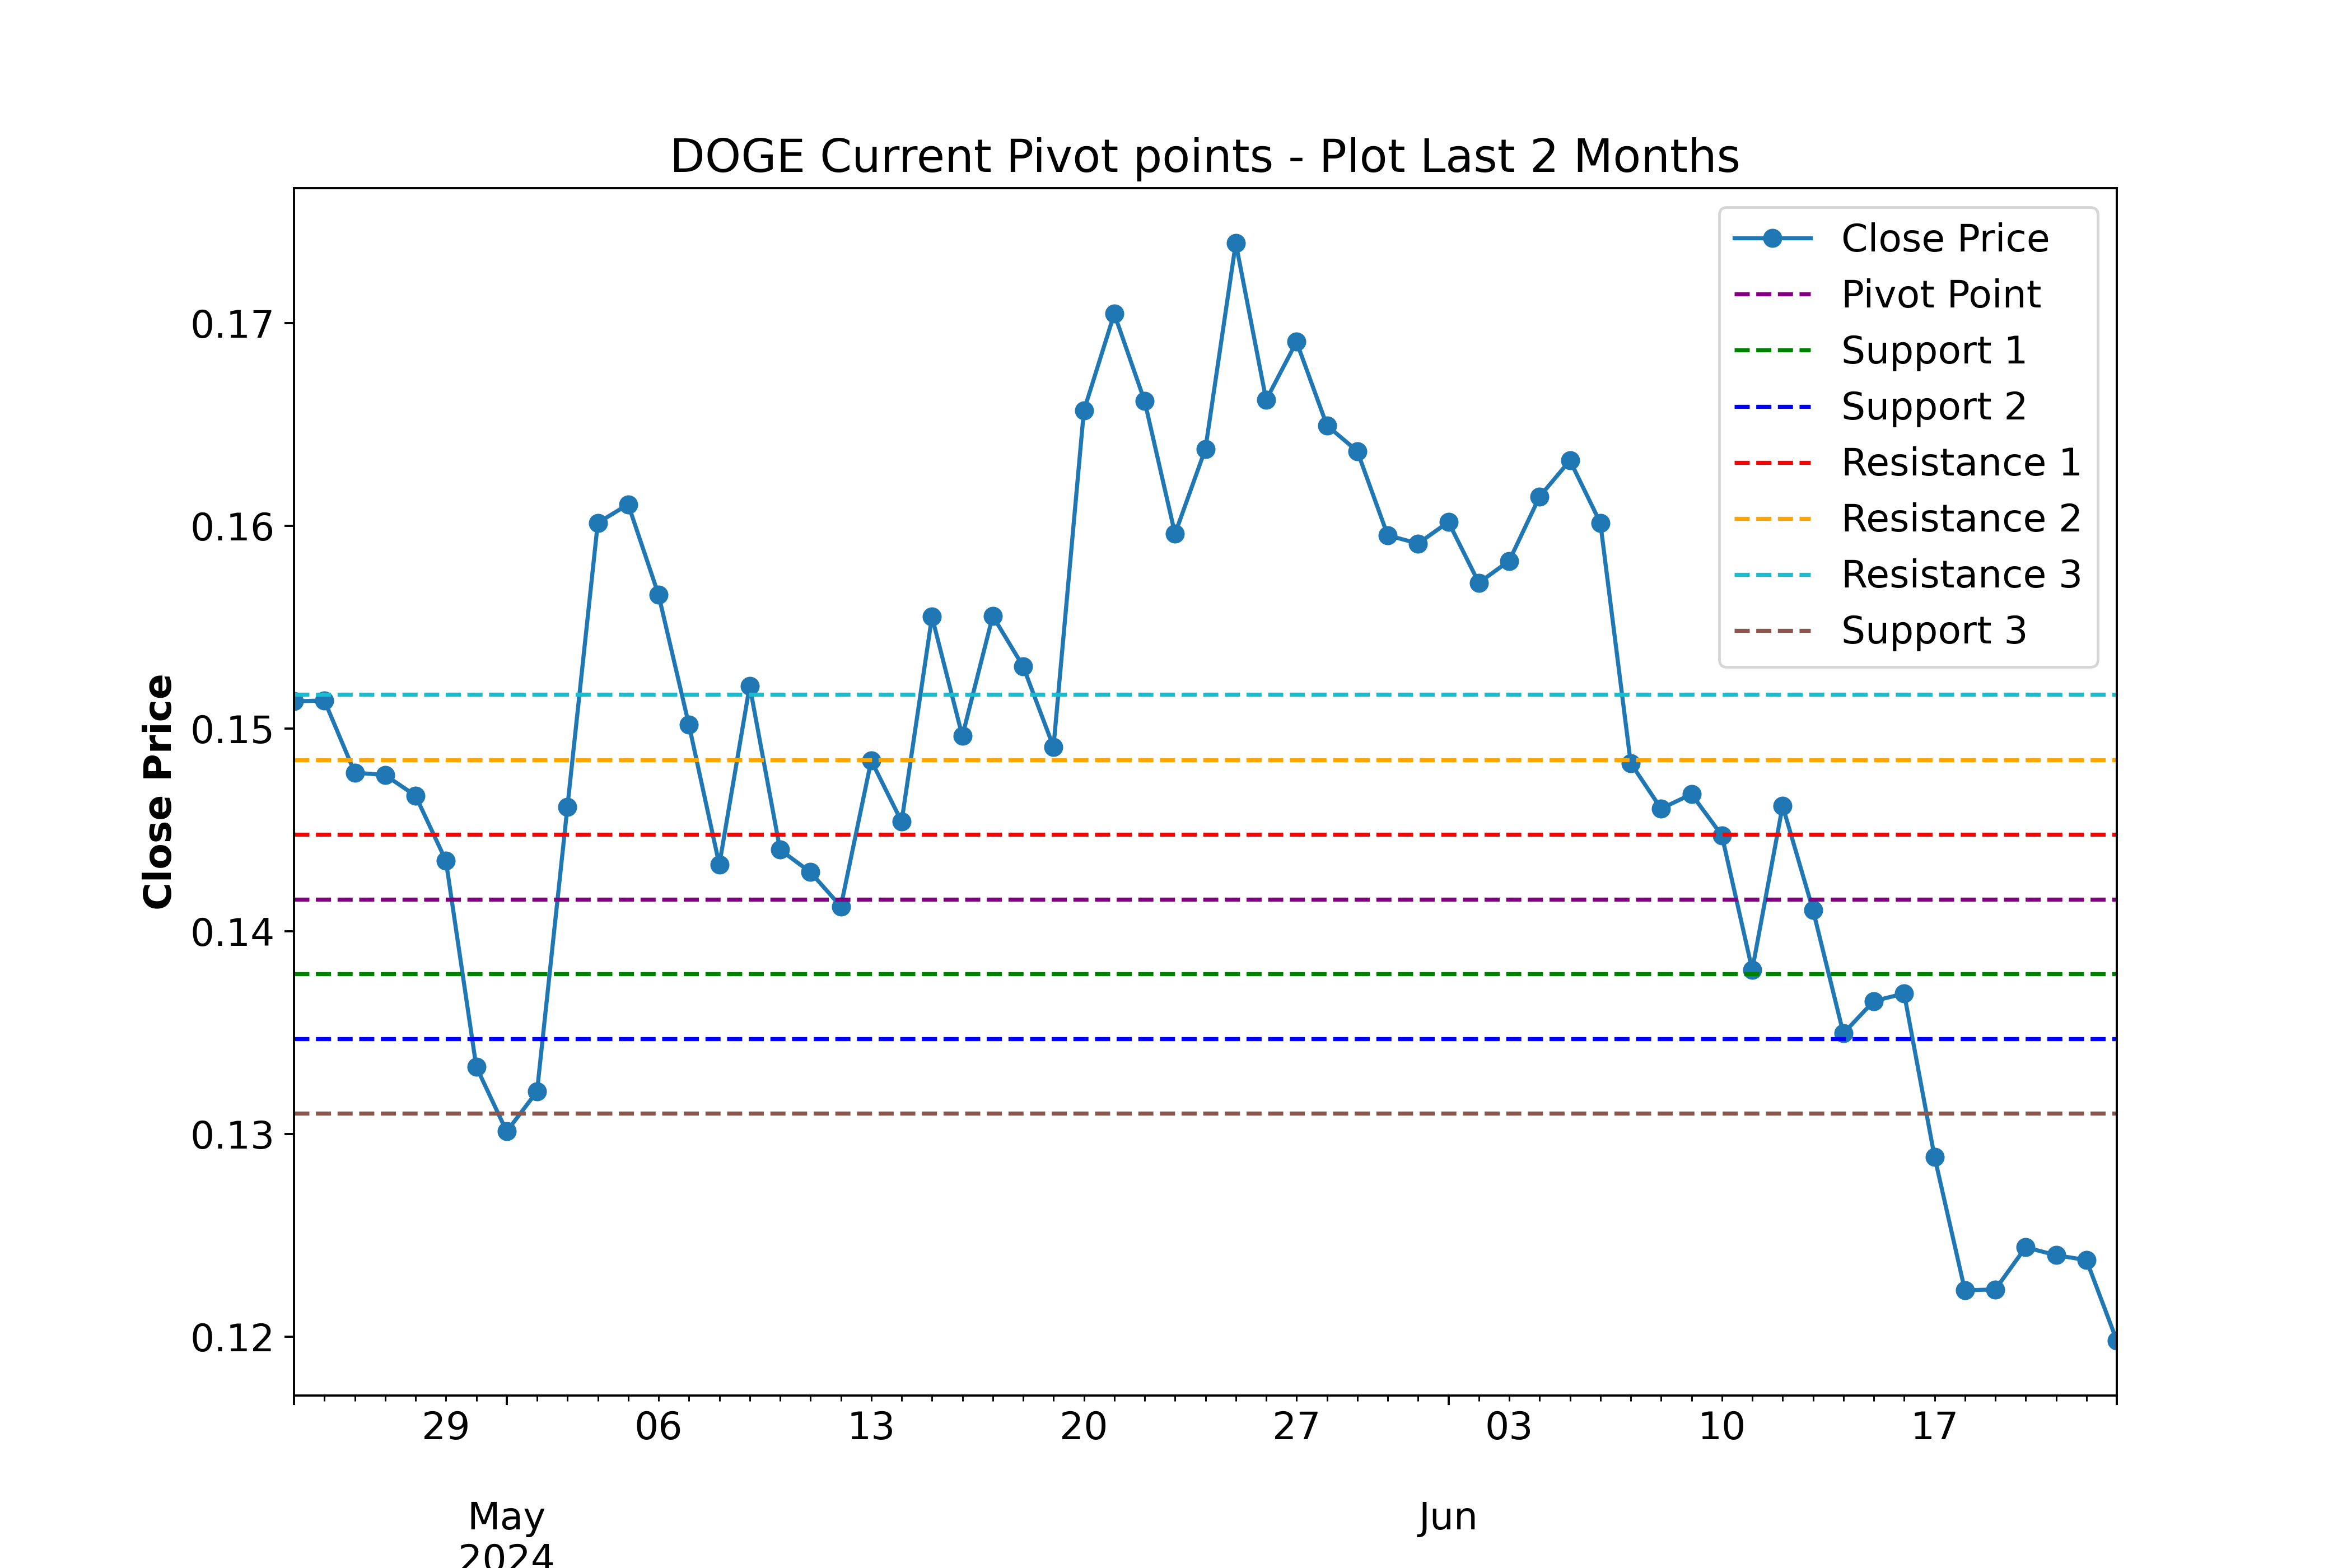 DOGE Current Pivot points - Plot Last 2 Months
Close Price
Pivot Point
Support 1
Support 2
Resistance 1
Resistance 2
Resistance 3
Support 3
Close Price
0.17
0.16
0.15
0.14
0.13
0.12
29 06 13 20 27 03 10 17
May Jun
2024